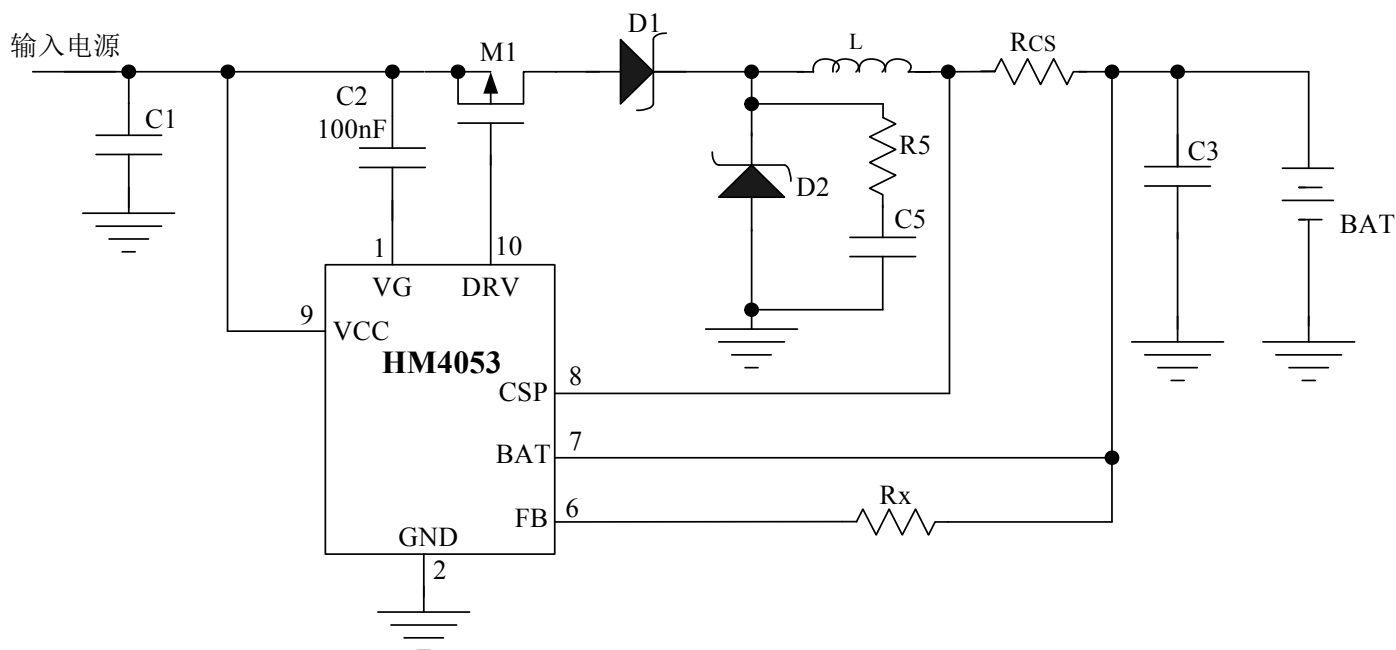 输入电源
D1
M1
L
RCS
C2
100nF
C1
R5
C3
D2
C5
BAT
1
10
VG
DRV
9
VCC
HM4053
8
CSP
7
BAT
Rx
6
FB
GND
2